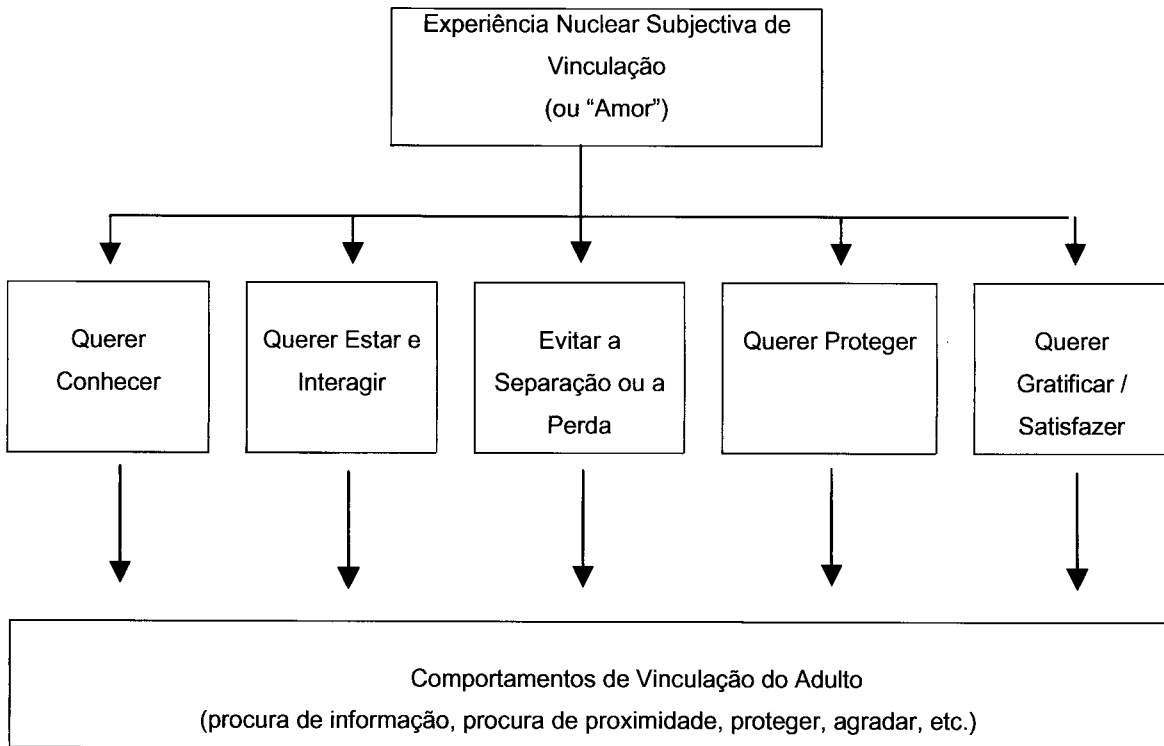 Experiência Nuclear Subjectiva de
Vinculação
(ou “Amor”)
Querer
Conhecer
Querer Estar e
Interagir
Evitar a
Separação ou a
Perda
Querer Proteger
Querer
Gratificar /
Satisfazer
Comportamentos de Vinculação do Adulto
(procura de informação, procura de proximidade, proteger, agradar, etc.)